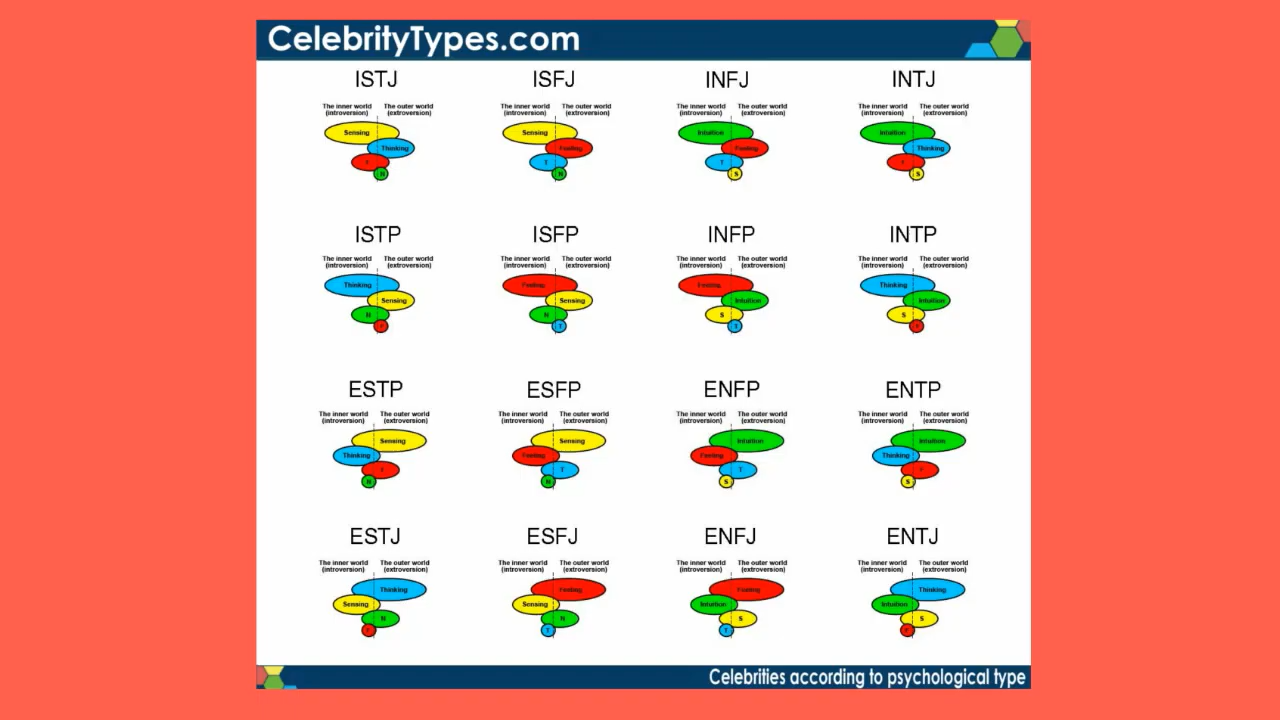 CelebrityTypes.com
ISTJ ISFJ INFJ INTJ
The inner world The outer world The inner world The outer world The inner world The outer world The inner world The outer world
(introversion) (extroversion) (introversion) (extroversion) (introversion) (extroversion) (introversion) (extroversion)
Sensing Sensing Intuition Intuition
Thinking Feeling Feeling Thinking
F T T F
N N S S
ISTP ISFP INFP INTP
The inner world The outer world The inner world The outer world The inner world The outer world The inner world The outer world
(introversion) (extroversion) (introversion) (extroversion) (introversion) (extroversion) (introversion) (extroversion)
Thinking Feeling Feeling Thinking
Sensing Sensing Intuition Intuition
N N S S
F T T F
ESTP ESFP ENFP ENTP
The inner world The outer world The inner world The outer world The inner world The outer world The inner world The outer world
(introversion) (extroversion) (introversion) (extroversion) (introversion) (extroversion) (introversion) (extroversion)
Sensing Sensing Intuition Intuition
Thinking Feeling Feeling Thinking
F T T F
N N S S
ESTJ ESFJ ENFJ ENTJ
The inner world The outer world The inner world The outer world The inner world The outer world The inner world The outer world
(introversion) (extroversion) (introversion) (extroversion) (introversion) (extroversion) (introversion) (extroversion)
Thinking Feeling Feeling Thinking
Sensing Sensing Intuition Intuition
N N S S
F T T F
Celebrities according to psychological type